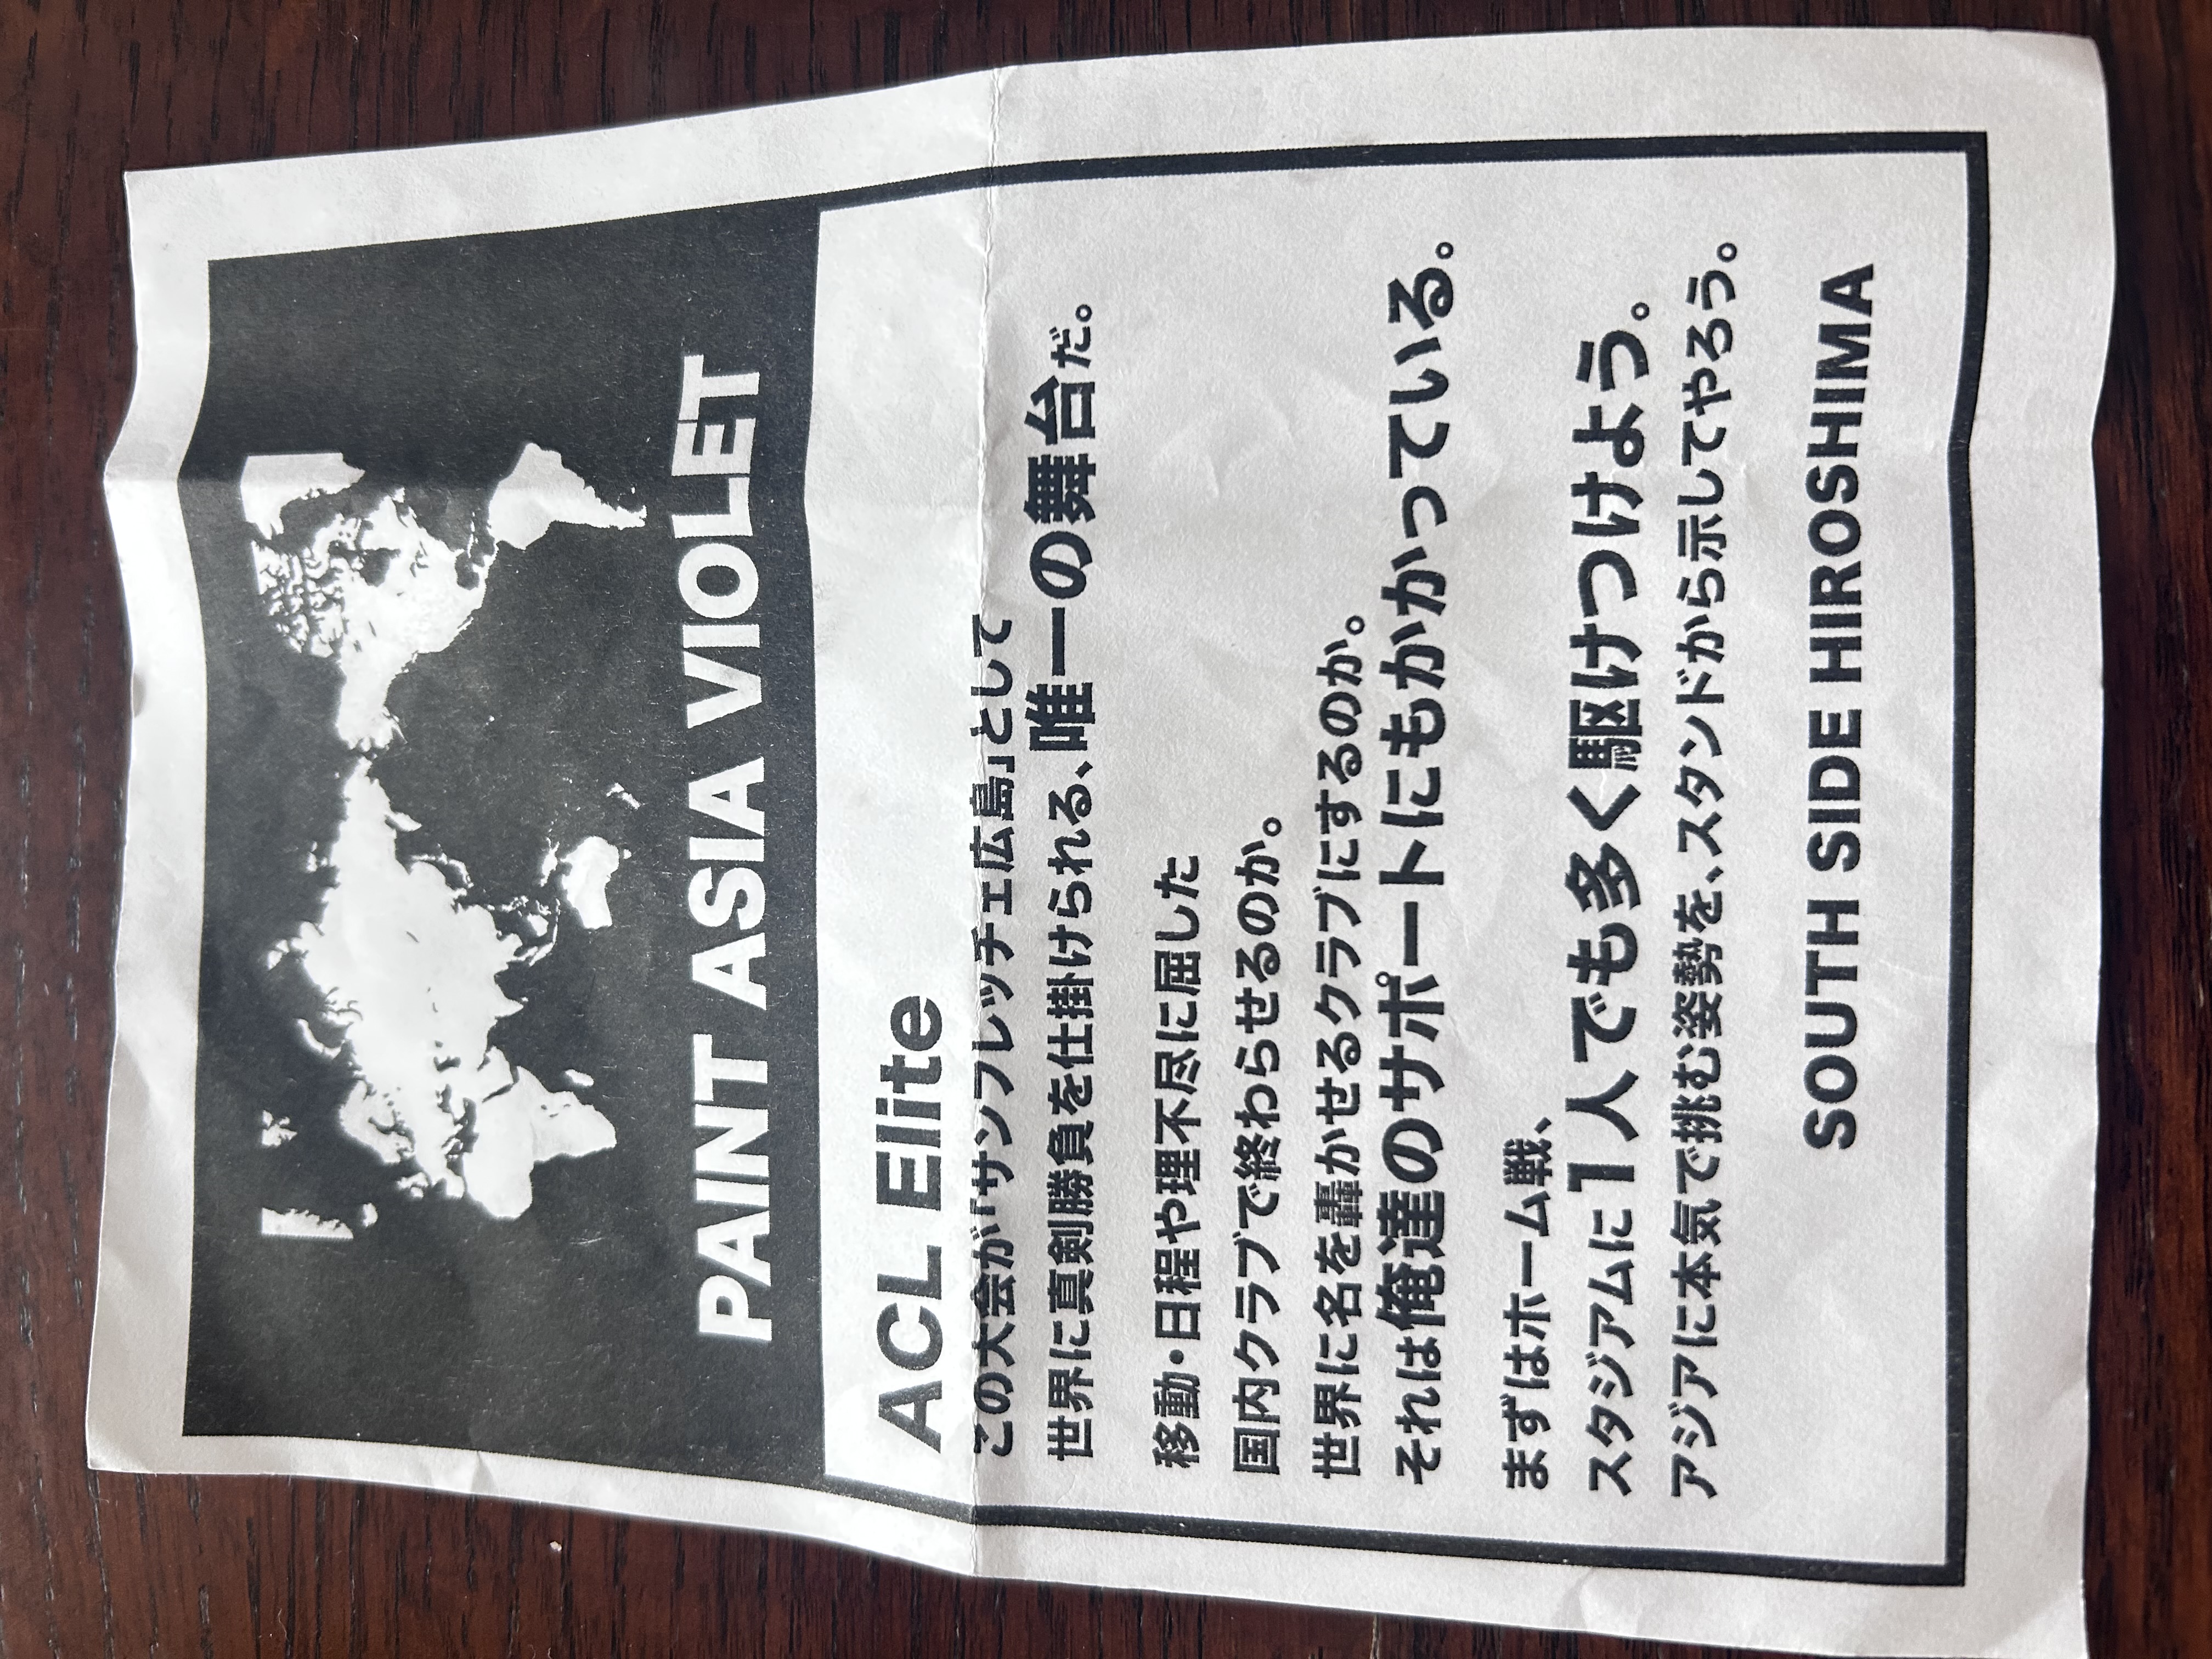 PAINT ASIA VIOLET
ACL Elite
この大会が「サンフレッチェ広島」として
世界に真剣勝負を仕掛けられる、唯一の舞台だ。
移動・日程や理不尽に屈した
国内クラブで終わらせるのか。
世界に名を轟かせるクラブにするのか。
それは俺達のサポートにもかかっている。
まずはホーム戦、
スタジアムに1人でも多く駆けつけよう。
アジアに本気で挑む姿勢を、スタンドから示してやろう。
SOUTH SIDE HIROSHIMA